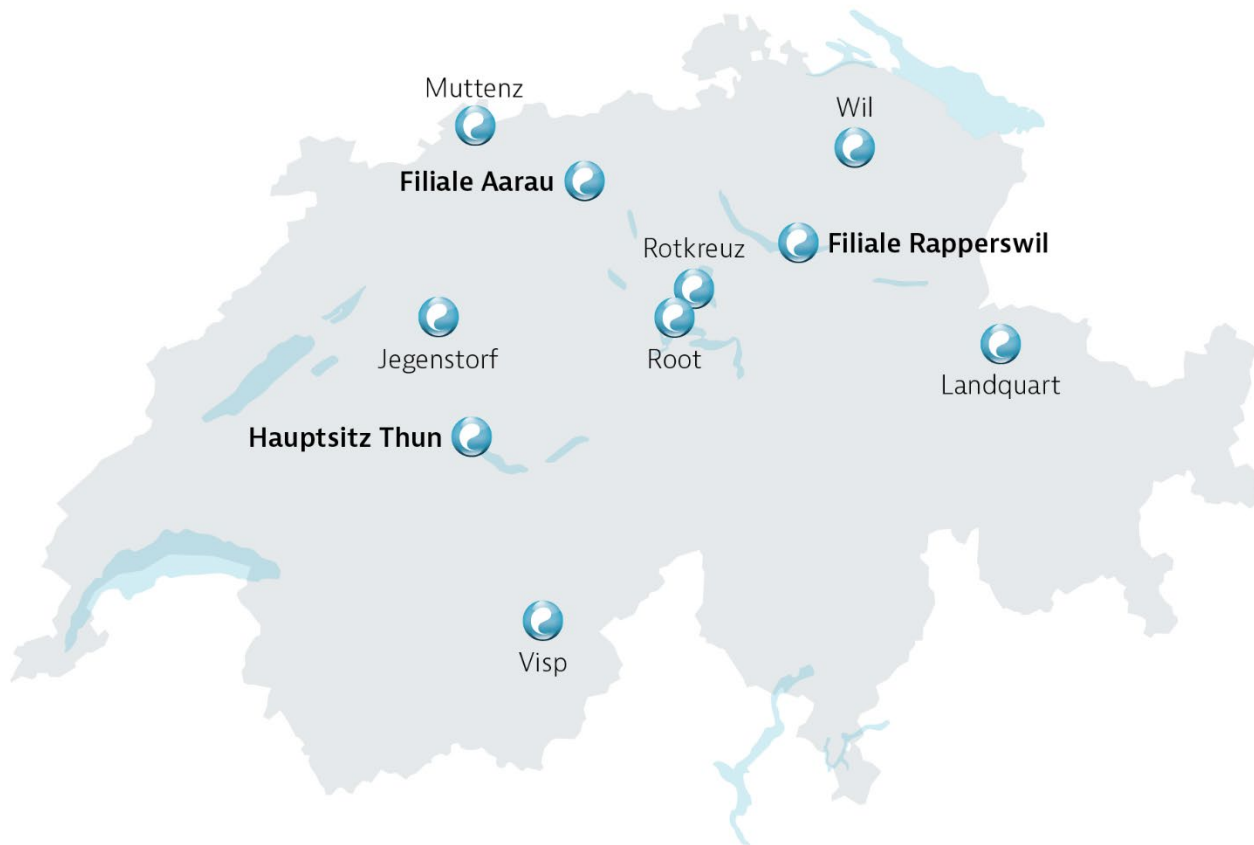 Muttenz
Wil
Filiale Aarau
Filiale Rapperswil
Rotkreuz
Jegenstorf
Root
Landquart
Hauptsitz Thun
Visp